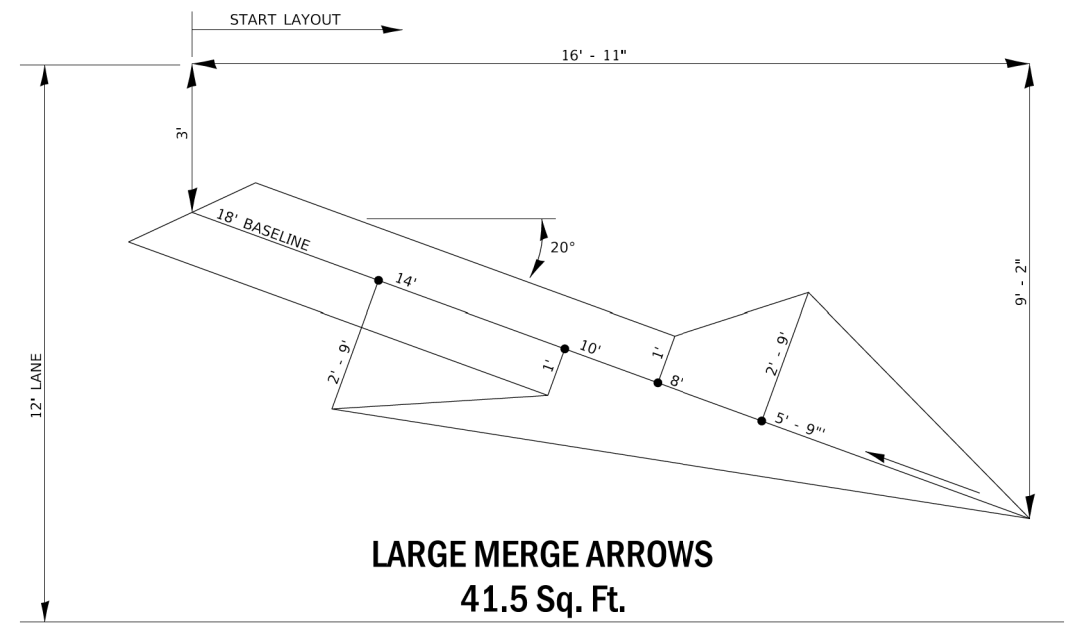 START LAYOUT
16' - 11"
3'
18' BASELINE
20°
14'
9' - 2"
12' LANE
2' - 9'
1'
10'
1'
8'
2' - 9'
5' - 9"'
LARGE MERGE ARROWS
41.5 Sq. Ft.